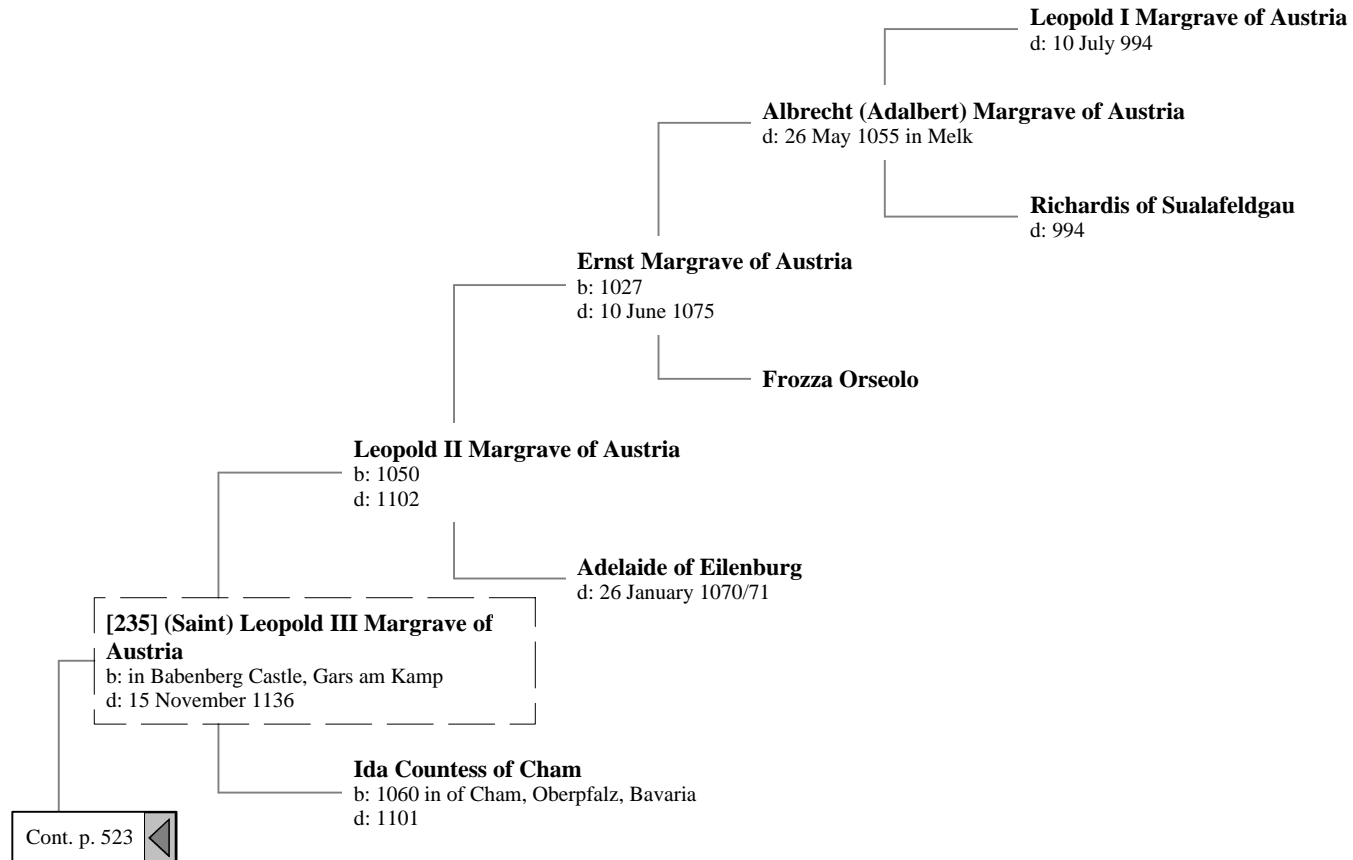 Leopold I Margrave of Austria
d: 10 July 994
Albrecht (Adalbert) Margrave of Austria
d: 26 May 1055 in Melk
Richardis of Sualafeldgau
d: 994
Ernst Margrave of Austria
b: 1027
d: 10 June 1075
Frozza Orseolo
Leopold II Margrave of Austria
b: 1050
d: 1102
Adelaide of Eilenburg
d: 26 January 1070/71
[235] (Saint) Leopold III Margrave of
Austria
b: in Babenberg Castle, Gars am Kamp
d: 15 November 1136
Ida Countess of Cham
b: 1060 in of Cham, Oberpfalz, Bavaria
d: 1101
Cont. p. 523